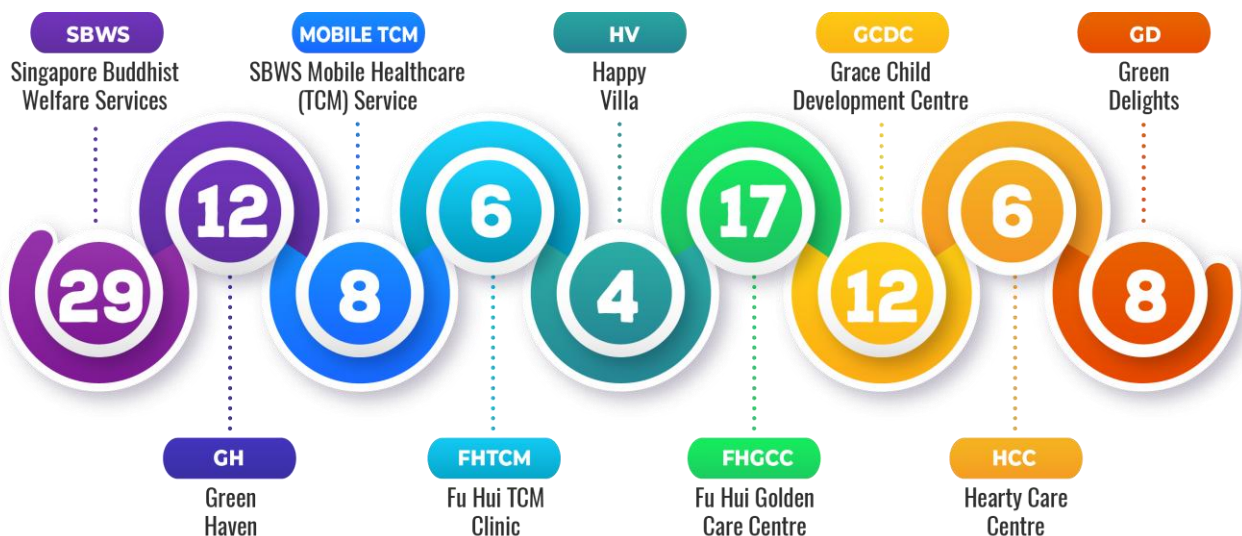 SBWS
Singapore Buddhist
Welfare Services
MOBILE TCM
SBWS Mobile Healthcare
(TCM) Service
HV
Happy
Villa
GCDC
Grace Child
Development Centre
GD
Green
Delights
29
12
8
6
4
17
12
6
8
GH
Green
Haven
FHTCM
Fu Hui TCM
Clinic
FHGCC
Fu Hui Golden
Care Centre
HCC
Hearty Care
Centre